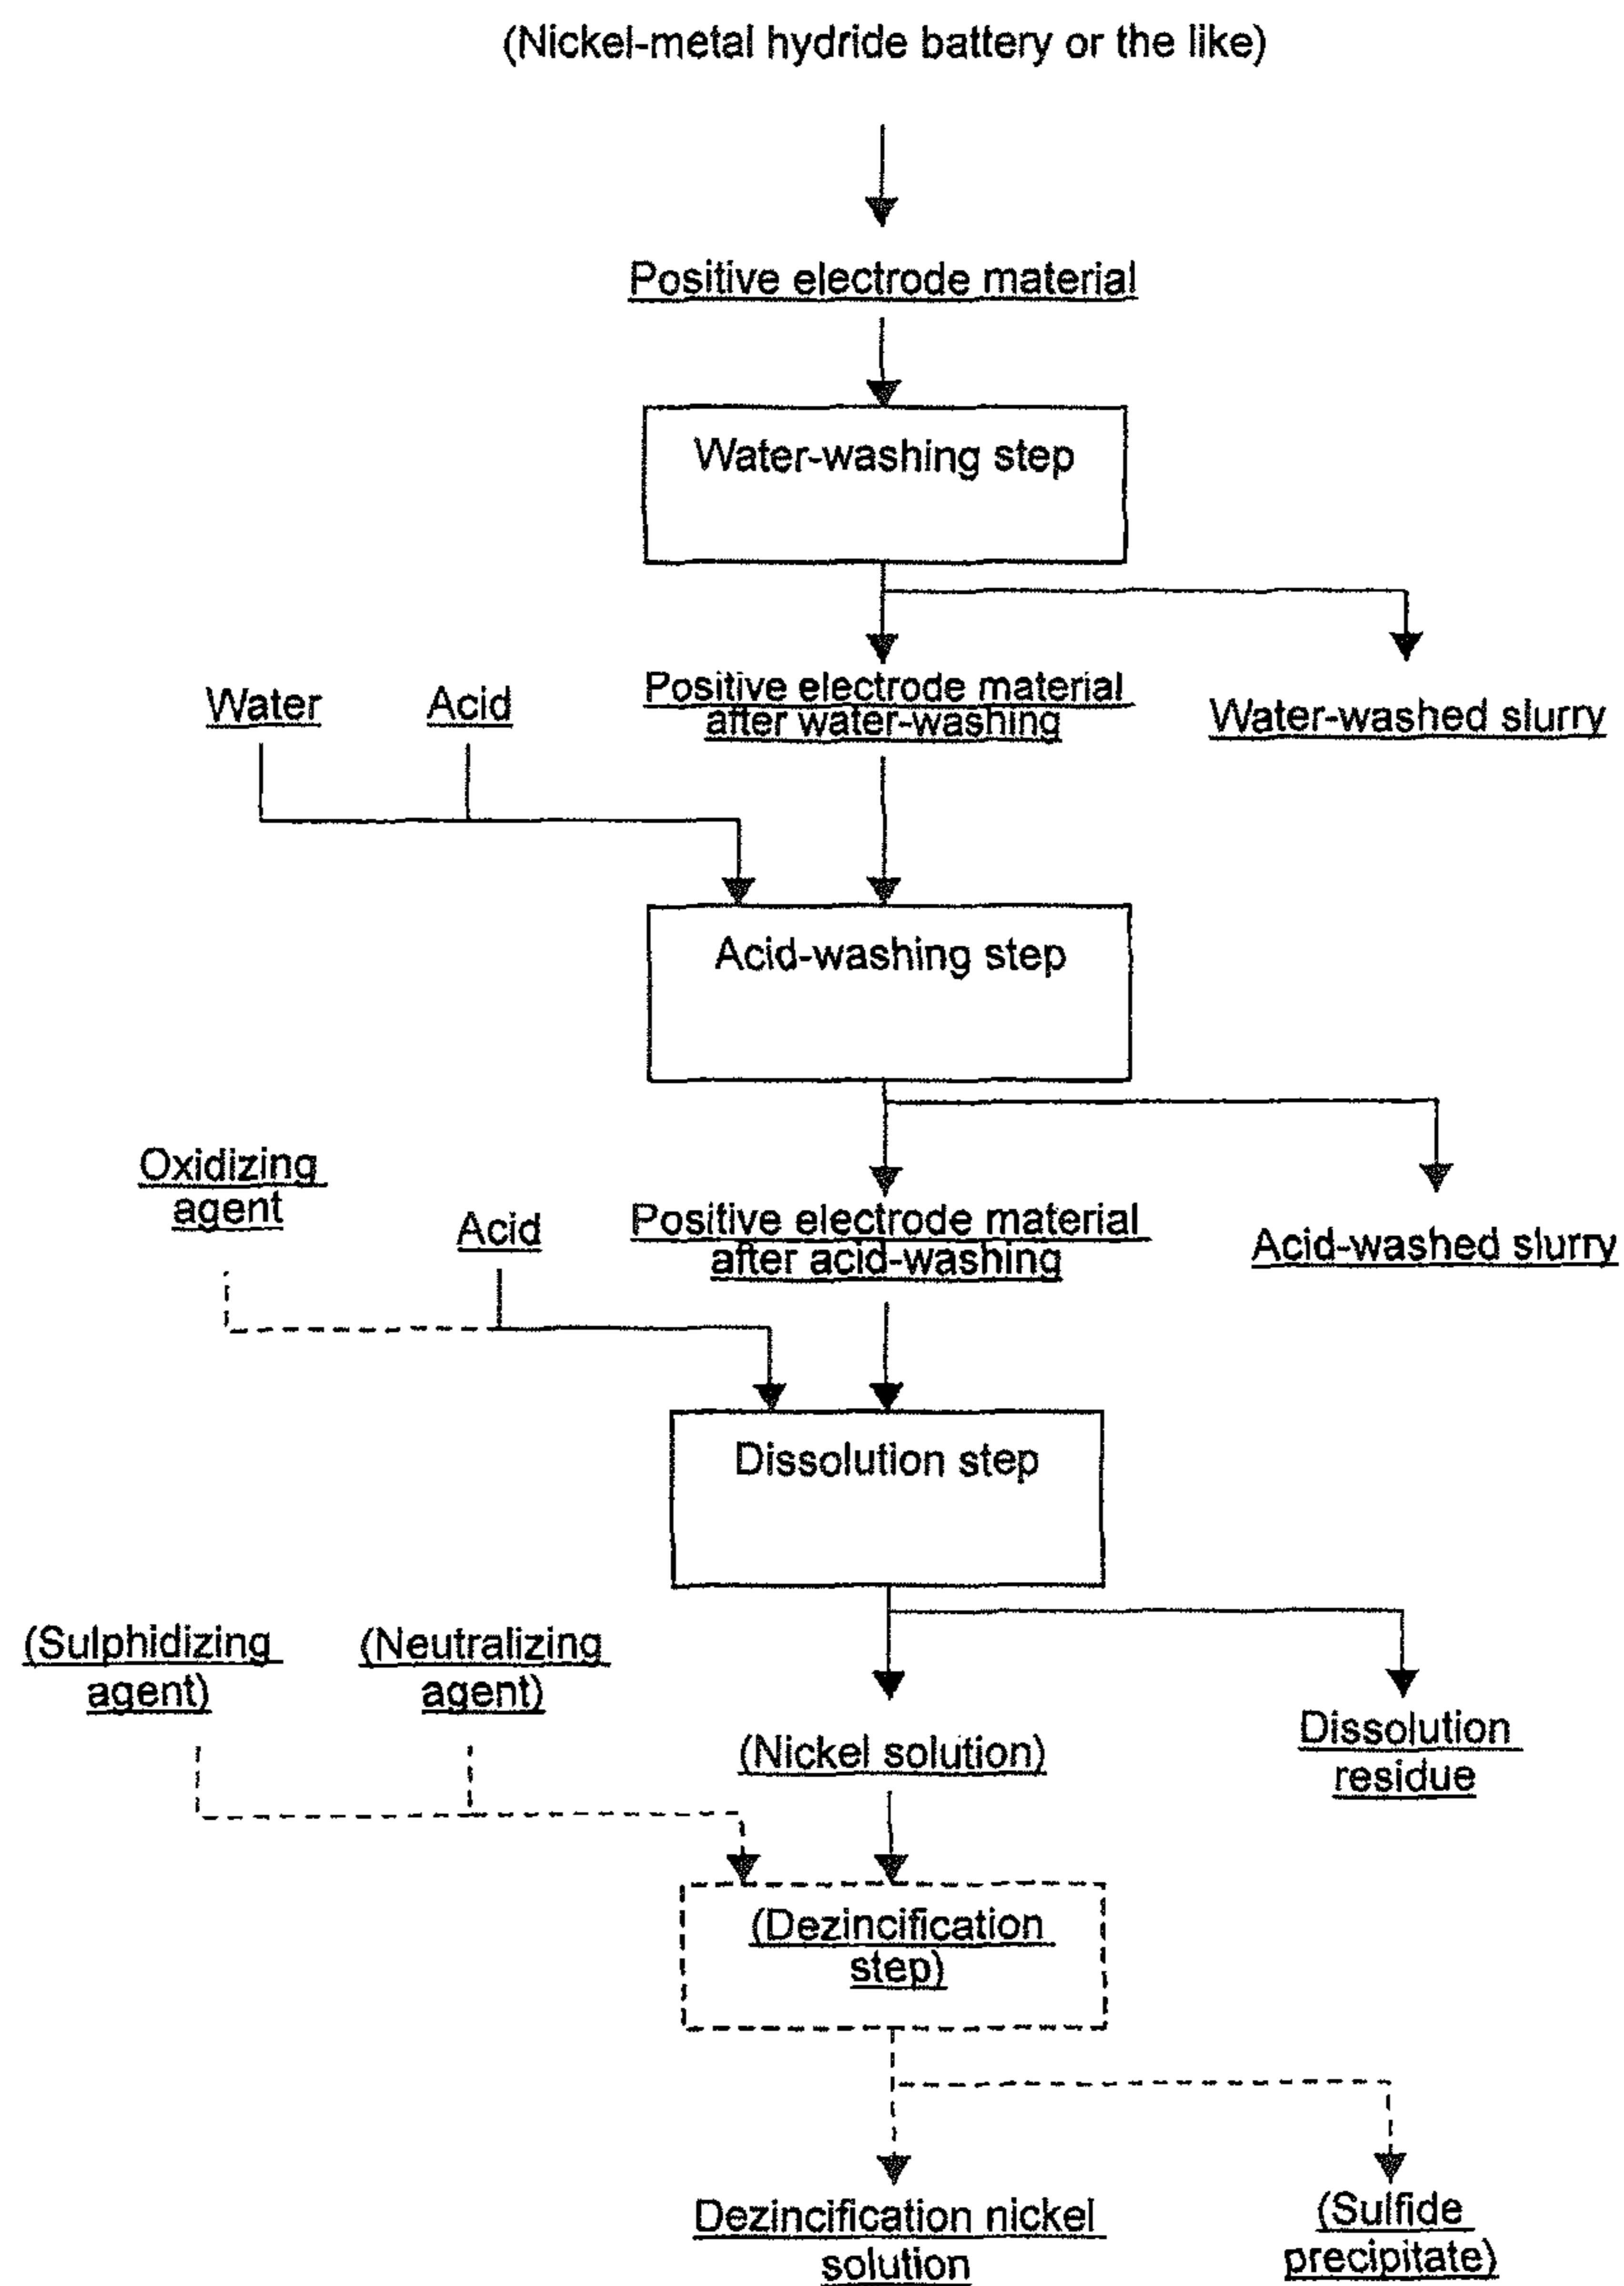 (Nickel-metal hydride battery or the like)
Positive electrode material
Water-washing step
Water
Acid
Positive electrode material
after water-washing
Water-washed slurry
Acid-washing step
Oxidizing
agent
Acid
Positive electrode material
after acid-washing
Acid-washed slurry
Dissolution step
(Sulphidizing
agent)
(Neutralizing
agent)
(Nickel solution)
Dissolution
residue
(Dezincification
step)
Dezincification nickel
solution
(Sulfide
precipitate)